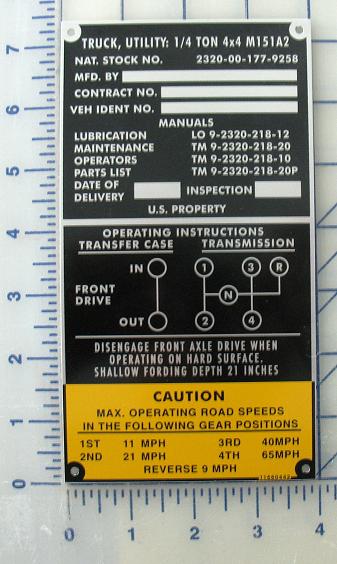 TRUCK, UTILITY: 1/4 TON 4x4 M151A2
NAT. STOCK NO. 2320-00-177-9258
MFD. BY
CONTRACT NO.
VEH IDENT NO.
MANUALS
LUBRICATION LO 9-2320-218-12
MAINTENANCE TM 9-2320-218-20
OPERATORS TM 9-2320-218-10
PARTS LIST TM 9-2320-218-20P
DATE OF
DELIVERY INSPECTION
U.S. PROPERTY
OPERATING INSTRUCTIONS
TRANSFER CASE TRANSMISSION
IN 1 3 R
FRONT
DRIVE N
OUT 2 4
DISENGAGE FRONT AXLE DRIVE WHEN
OPERATING ON HARD SURFACE.
SHALLOW FORDING DEPTH 21 INCHES
CAUTION
MAX. OPERATING ROAD SPEEDS
IN THE FOLLOWING GEAR POSITIONS
1ST 11 MPH 3RD 40MPH
2ND 21 MPH 4TH 65MPH
REVERSE 9 MPH
7
6
5
4
3
2
1
0
0 1 2 3 4